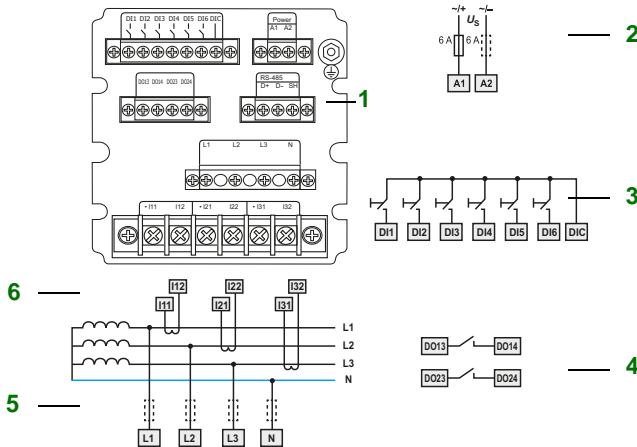 DI1 DI2 DI3 DI4 DI5 DI6 DIC
Power
A1 A2
DO13 DO14 DO23 DO24
RS-485
D+ D– SH
L1 L2 L3 N
•I11 I12 •I21 I22 •I31 I32
1
~/+ ~/–
Us
6 A 6 A
A1 A2
2
3
DI1 DI2 DI3 DI4 DI5 DI6 DIC
6
I12 I22 I32
I11 I21 I31
L1
L2
L3
N
5
L1 L2 L3 N
DO13 DO14
DO23 DO24
4